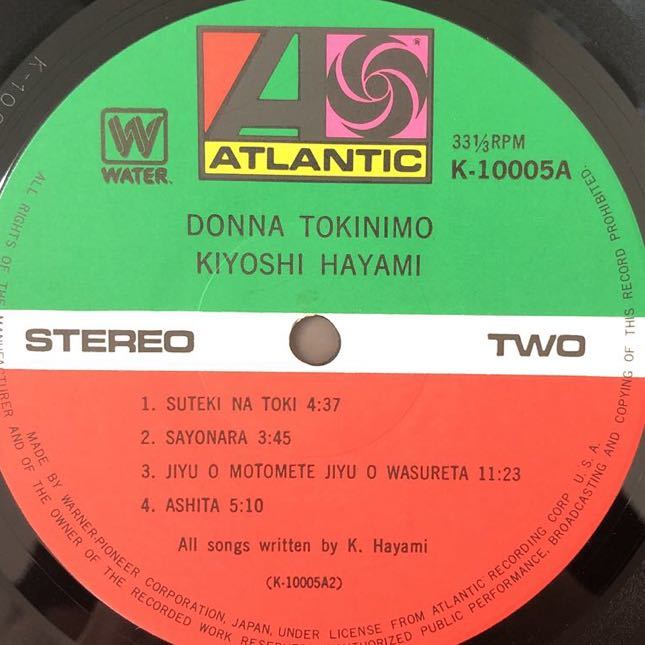 ATLANTIC
®
W
WATER.
33⅓RPM
K-10005A
DONNA TOKINIMO
KIYOSHI HAYAMI
STEREO
TWO
1. SUTEKI NA TOKI 4:37
2. SAYONARA 3:45
3. JIYU O MOTOMETE JIYU O WASURETA 11:23
4. ASHITA 5:10
All songs written by K. Hayami
(K-10005A2)
MADE BY WARNER-PIONEER CORPORATION, JAPAN, UNDER LICENSE FROM ATLANTIC RECORDING CORP. U.S.A.
ALL RIGHTS OF THE MANUFACTURER AND OF THE OWNER OF THE RECORDED WORK RESERVED. UNAUTHORIZED PUBLIC PERFORMANCE, BROADCASTING AND COPYING OF THIS RECORD PROHIBITED.